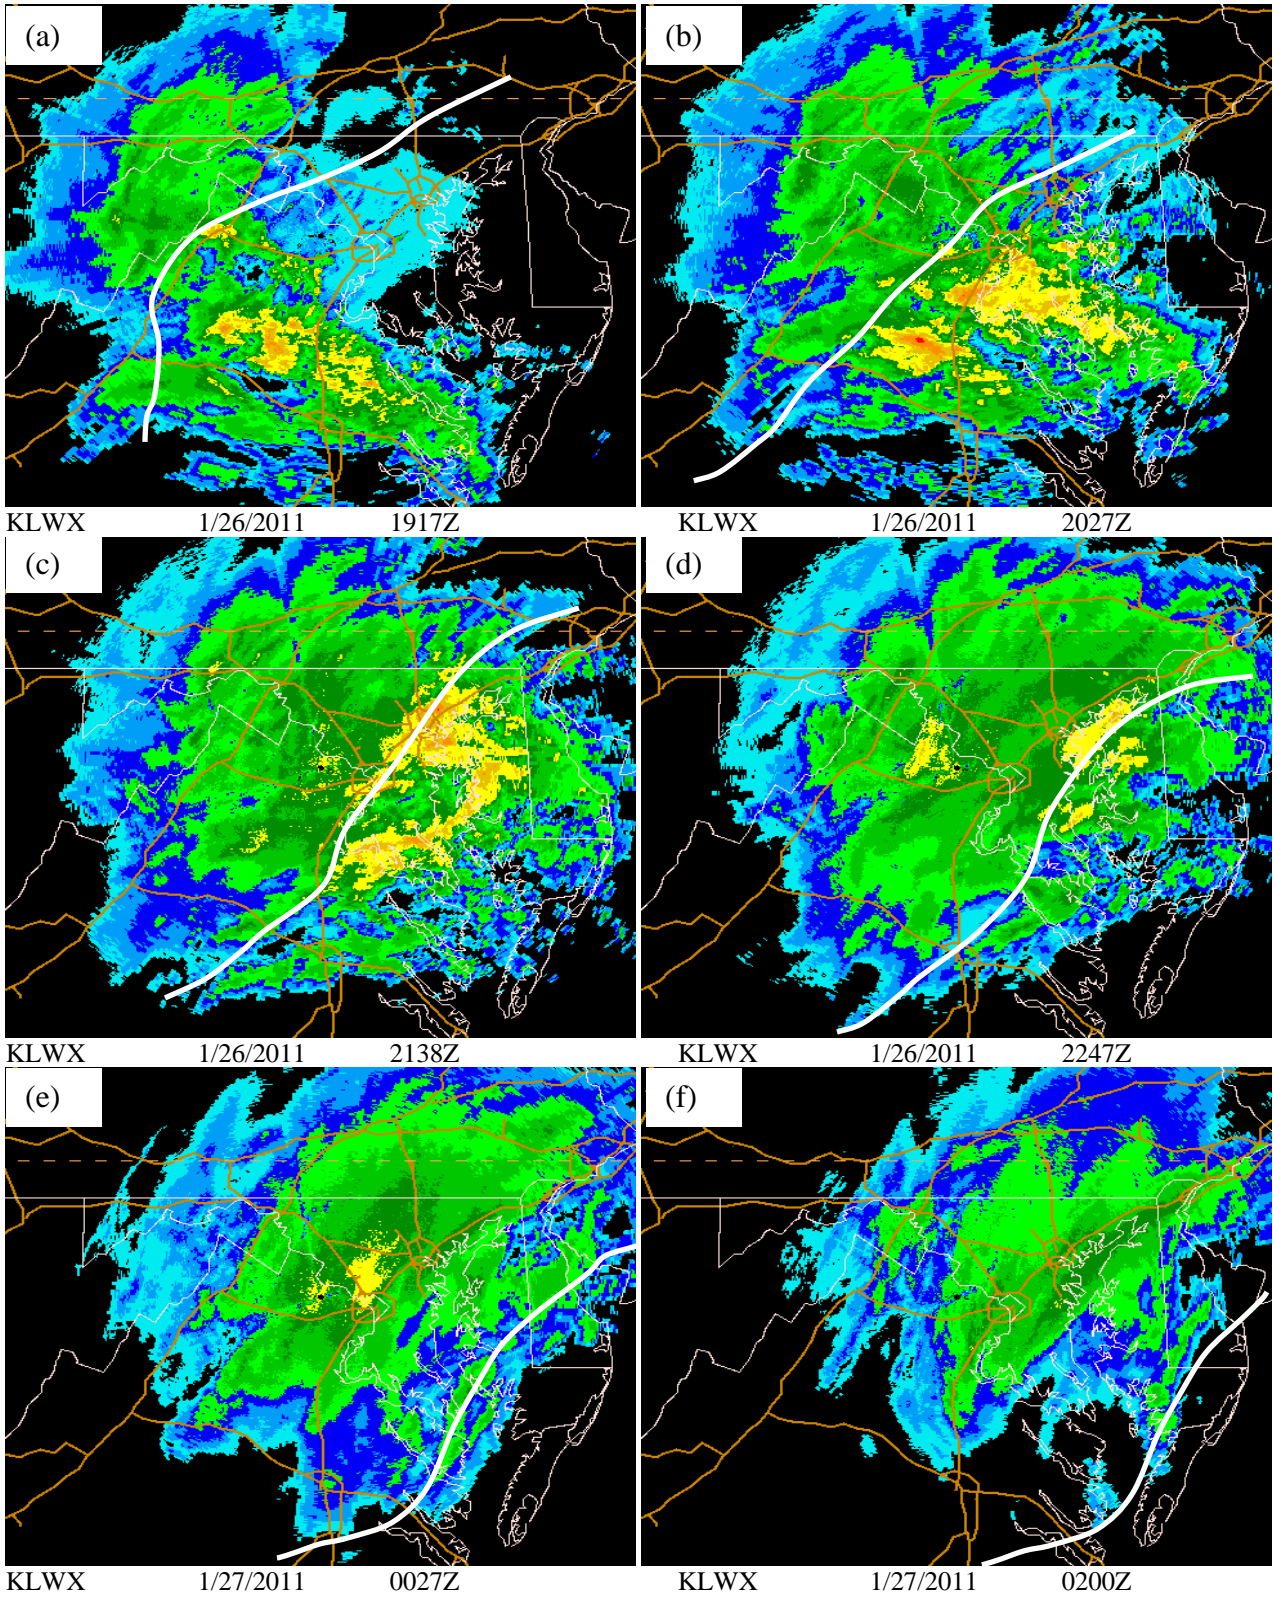 (a) (b)
KLWX 1/26/2011 1917Z KLWX 1/26/2011 2027Z
(c) (d)
KLWX 1/26/2011 2138Z KLWX 1/26/2011 2247Z
(e) (f)
KLWX 1/27/2011 0027Z KLWX 1/27/2011 0200Z